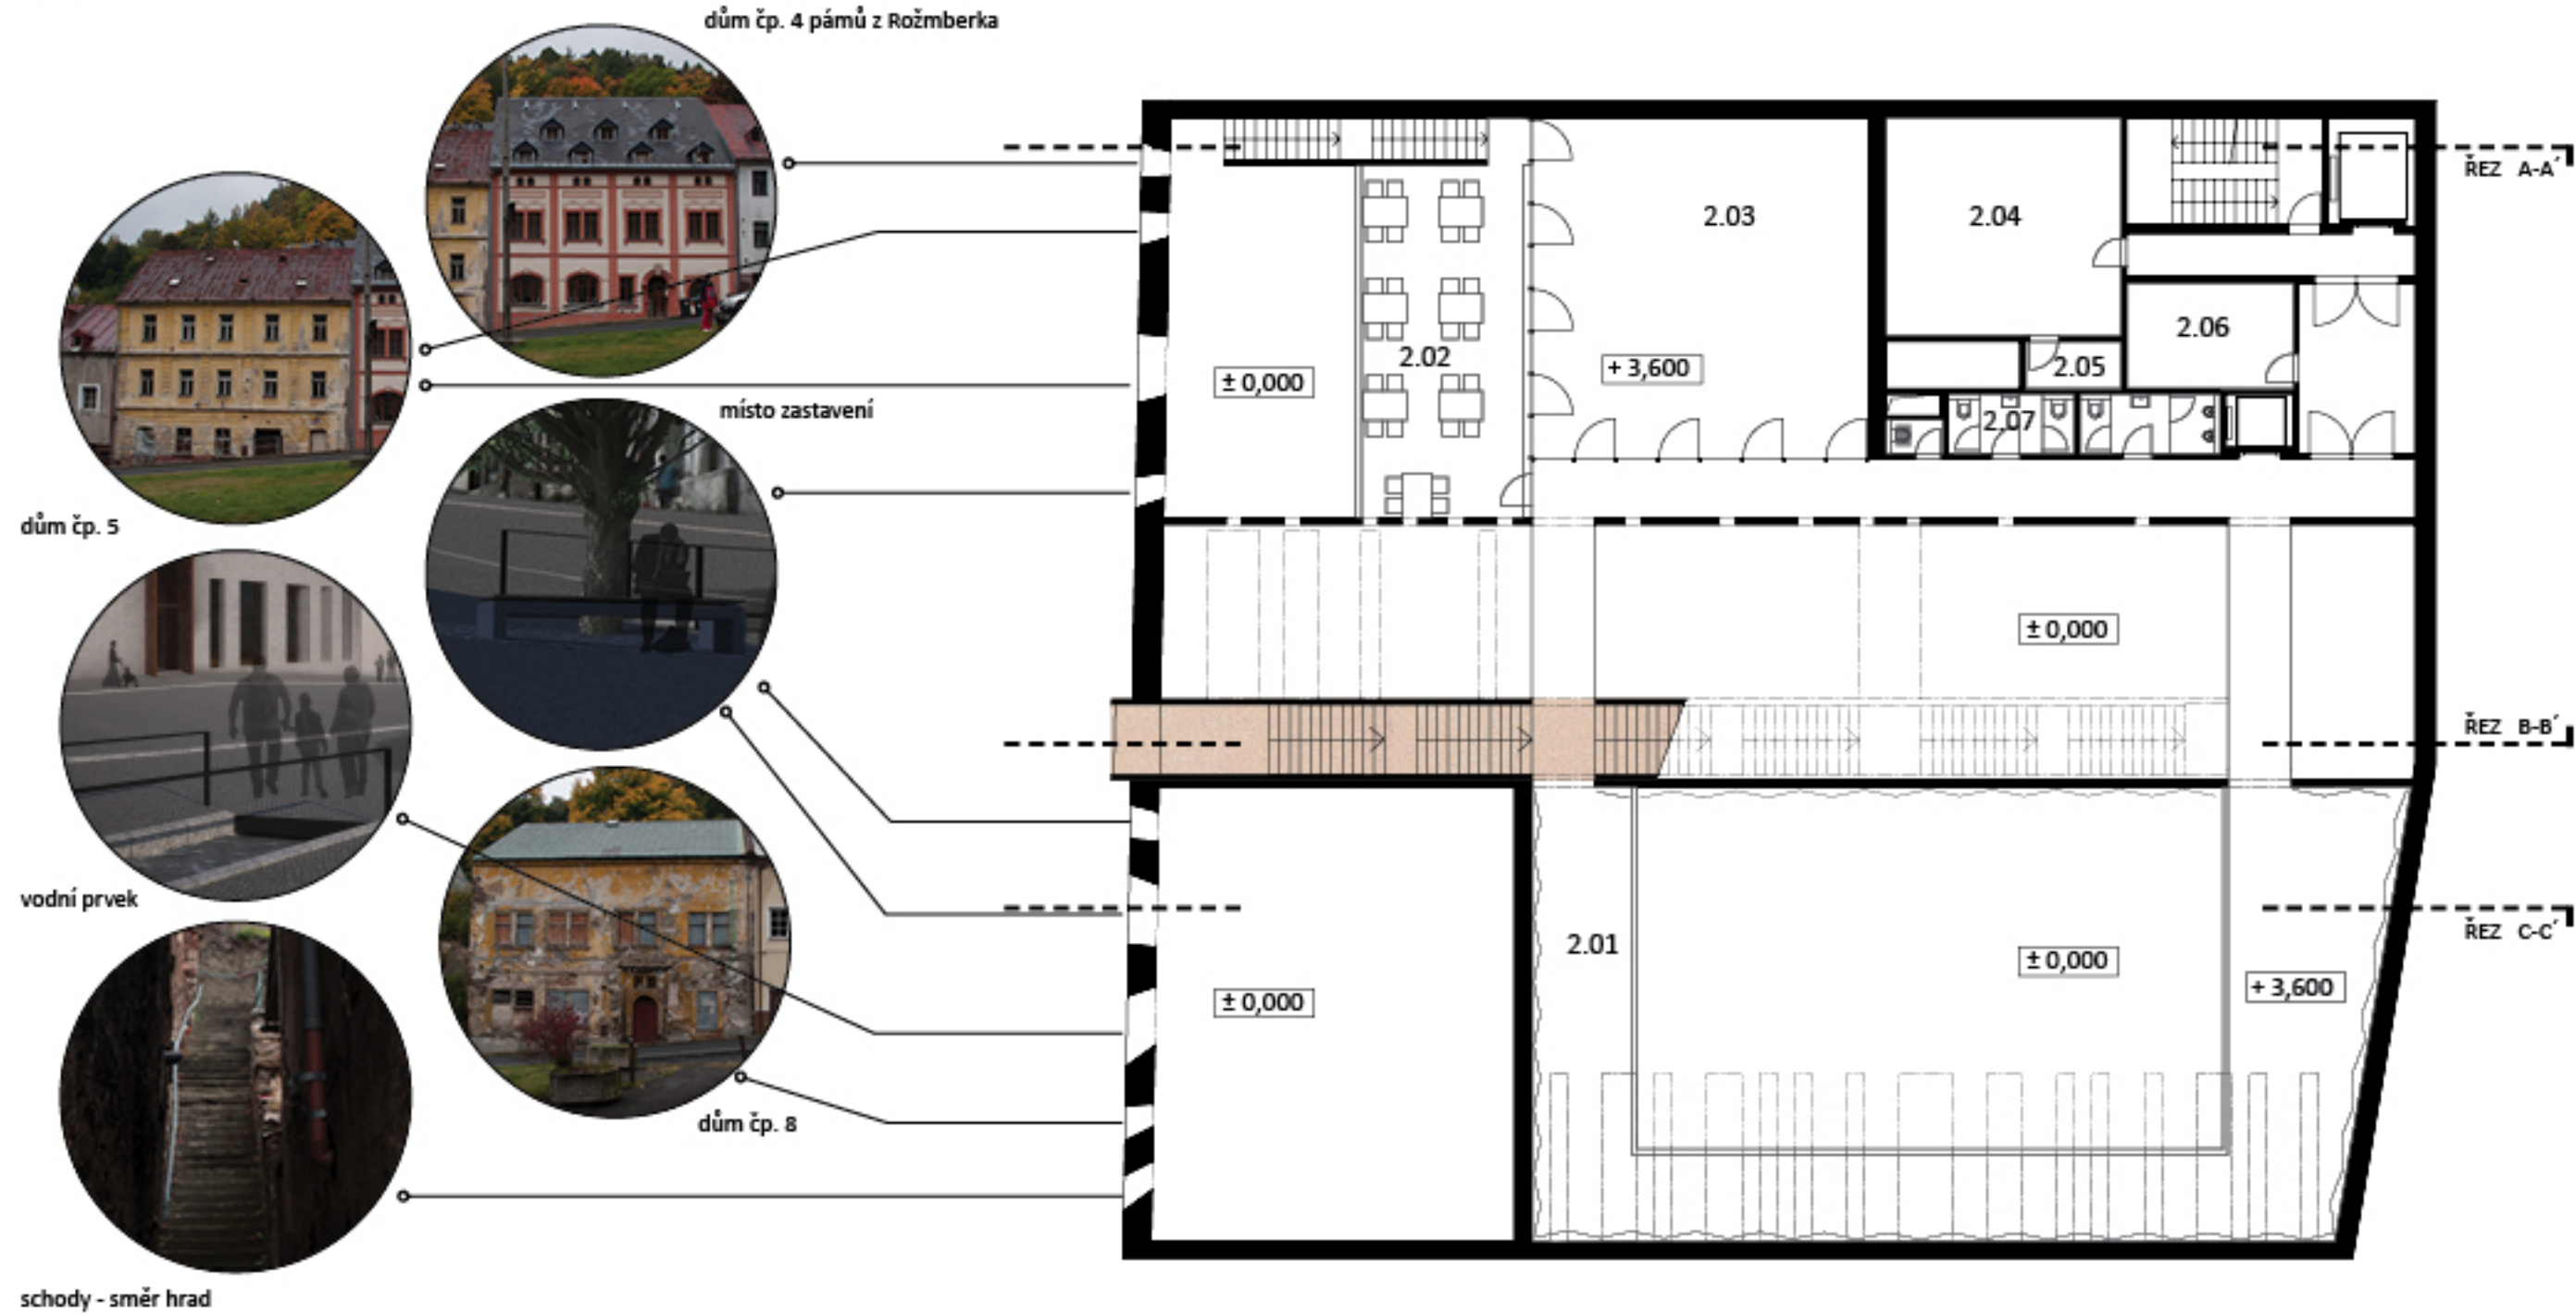 dům čp. 4 pámů z Rožmberka
dům čp. 5
místo zastavení
vodní prvek
dům čp. 8
schody - směr hrad
ŘEZ A-A´
2.03
2.04
2.06
2.02
2.05
+ 3,600
± 0,000
2.07
± 0,000
ŘEZ B-B´
ŘEZ C-C´
2.01
± 0,000
+ 3,600
± 0,000